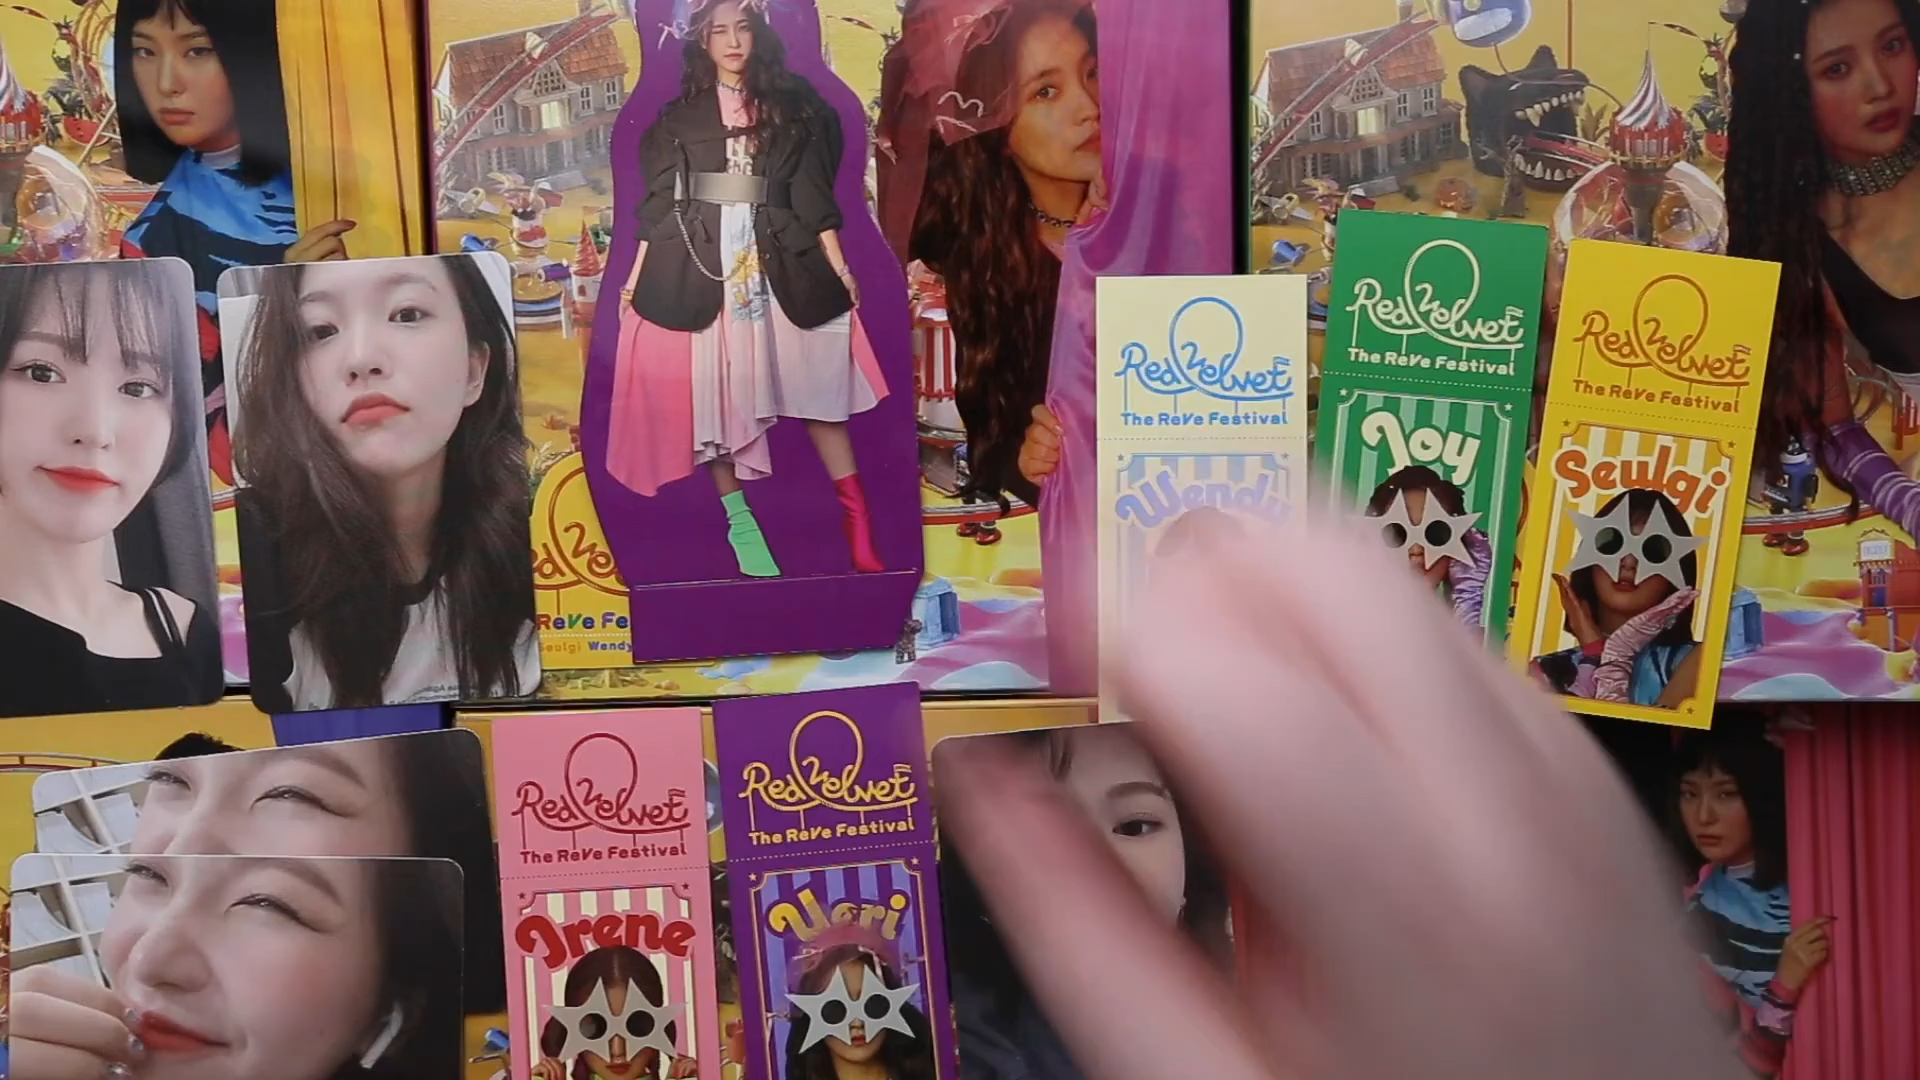 Red Velvet
The ReVe Festival
Wendy
Red Velvet
The ReVe Festival
Joy
Red Velvet
The ReVe Festival
Seulgi
ReVe Fe
Seulgi Wendy
Red Velvet
The ReVe Festival
Irene
Red Velvet
The ReVe Festival
Yeri